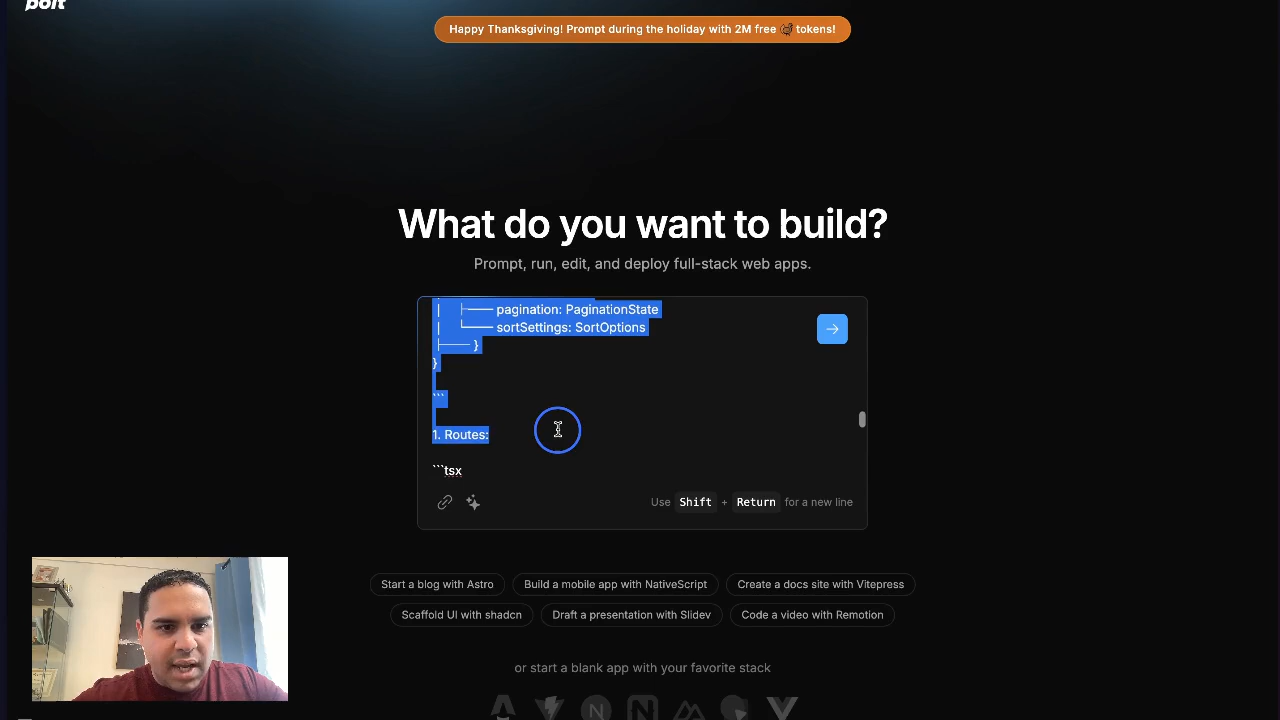 bolt
Happy Thanksgiving! Prompt during the holiday with 2M free 🦃 tokens!
What do you want to build?
Prompt, run, edit, and deploy full-stack web apps.
│ ├── pagination: PaginationState
│ └── sortSettings: SortOptions
├── }
}
```
1. Routes:
```tsx
Use Shift + Return for a new line
Start a blog with Astro
Build a mobile app with NativeScript
Create a docs site with Vitepress
Scaffold UI with shadcn
Draft a presentation with Slidev
Code a video with Remotion
or start a blank app with your favorite stack